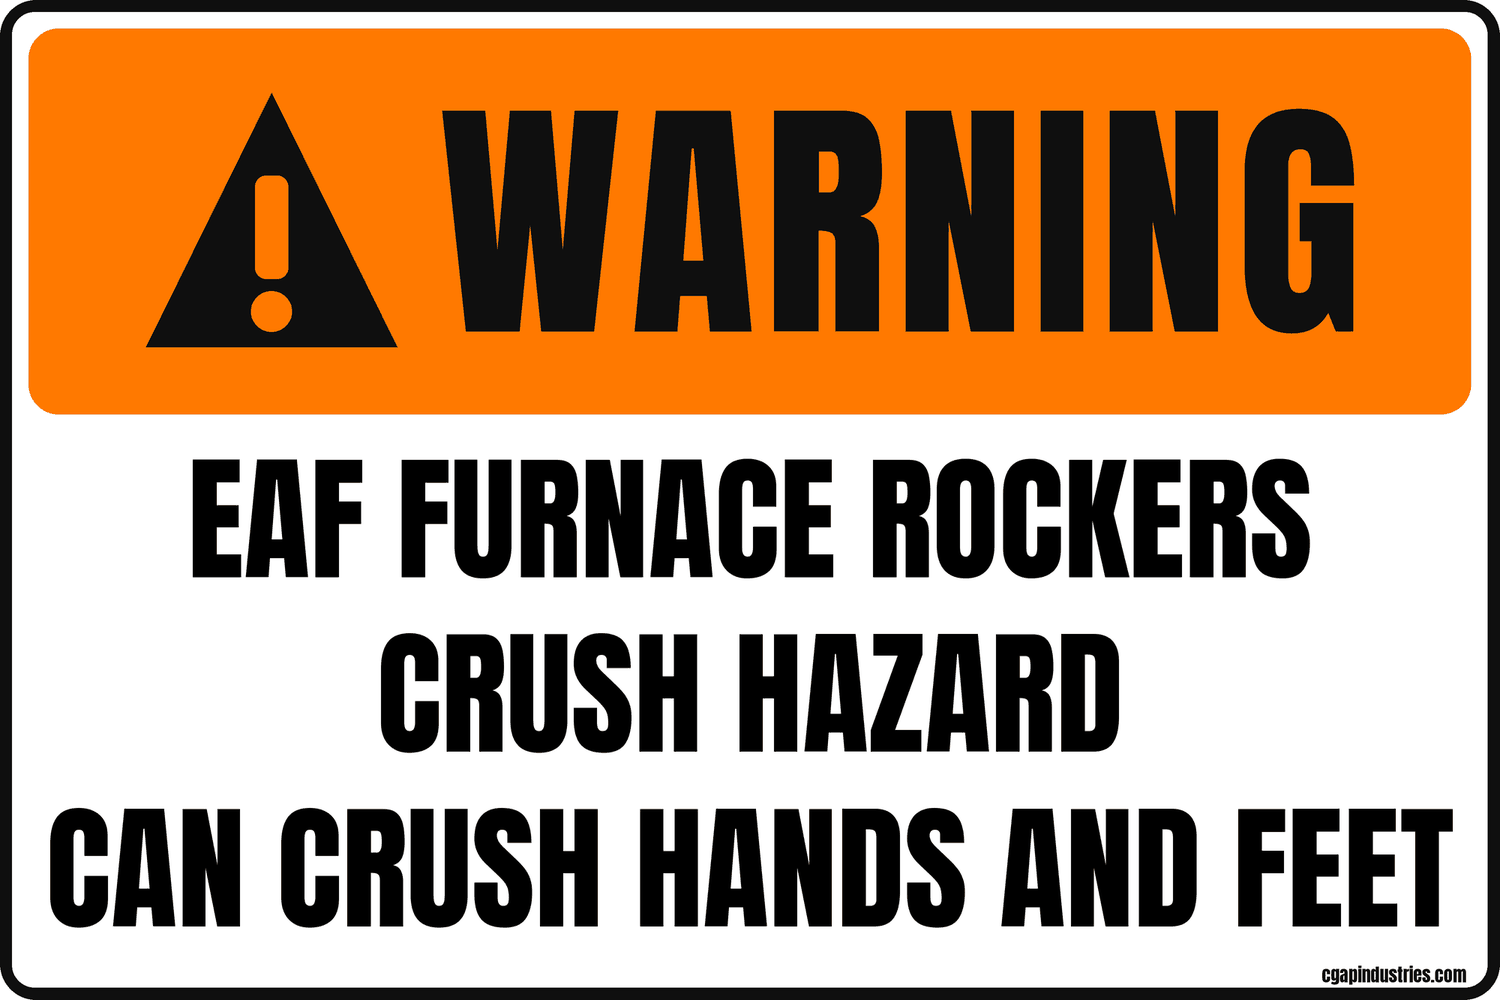 WARNING
EAF FURNACE ROCKERS
CRUSH HAZARD
CAN CRUSH HANDS AND FEET
cgapindustries.com